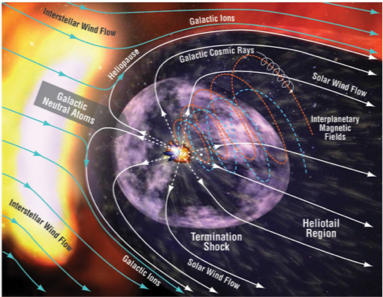 Interstellar Wind Flow
Galactic Ions
Heliopause
Galactic Cosmic Rays
Solar Wind Flow
Galactic
Neutral Atoms
Interplanetary
Magnetic
Fields
Interstellar Wind Flow
Termination
Shock
Heliotail
Region
Galactic Ions
Solar Wind Flow